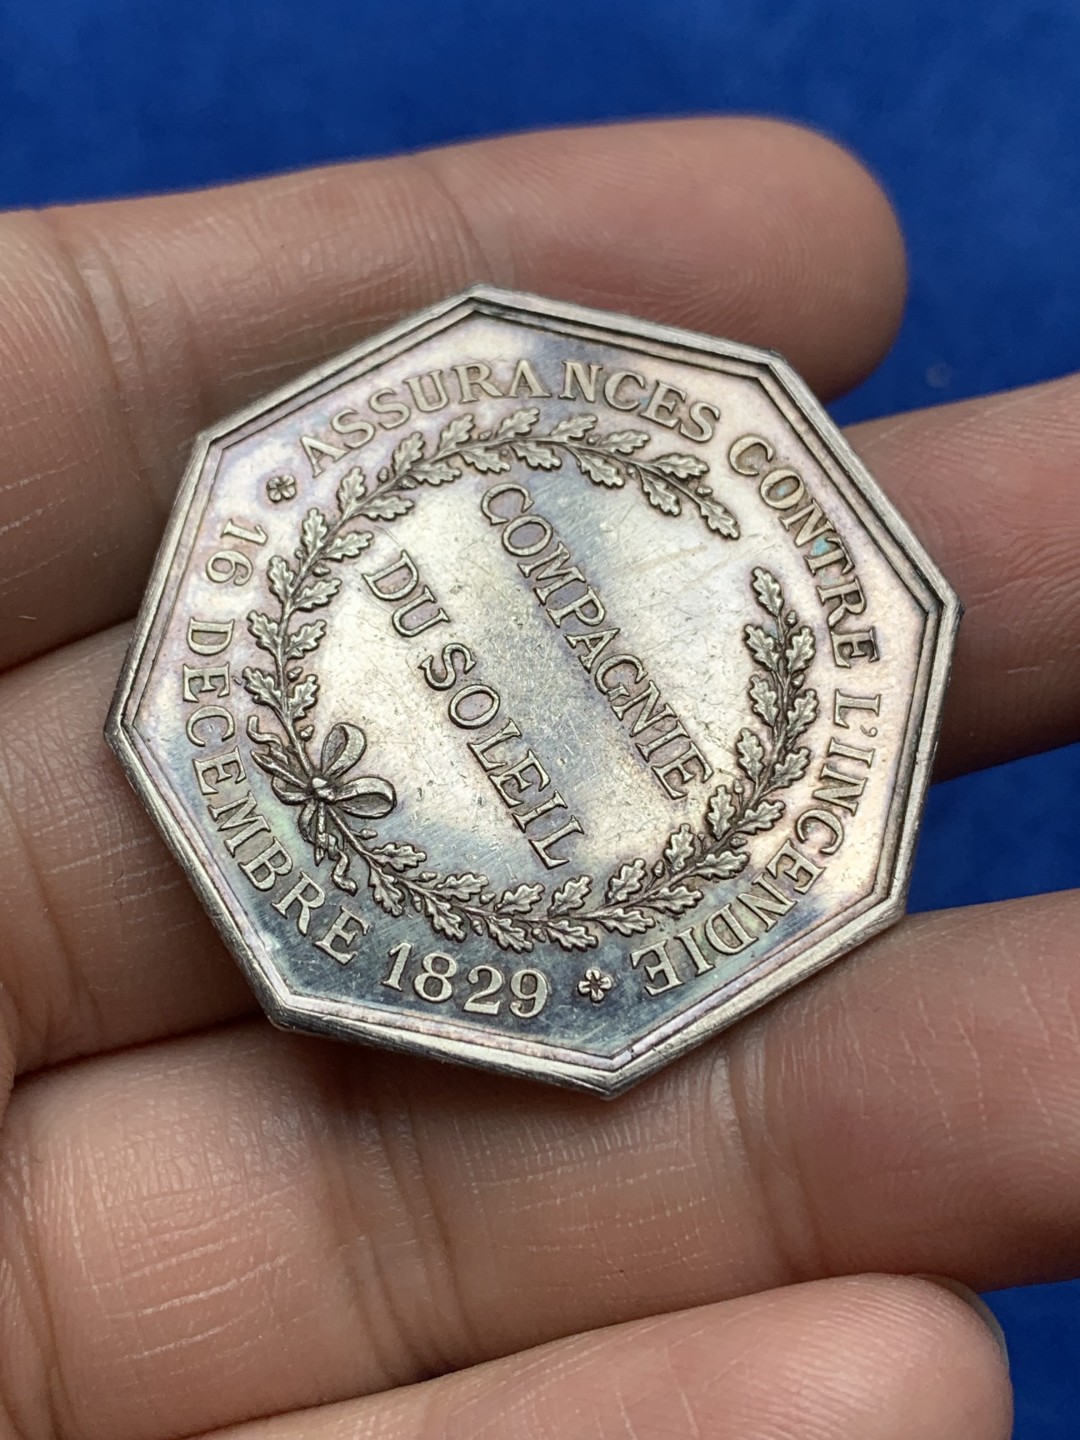 ASSURANCES CONTRE L'INCENDIE
COMPAGNIE
DU SOLEIL
16 DECEMBRE 1829